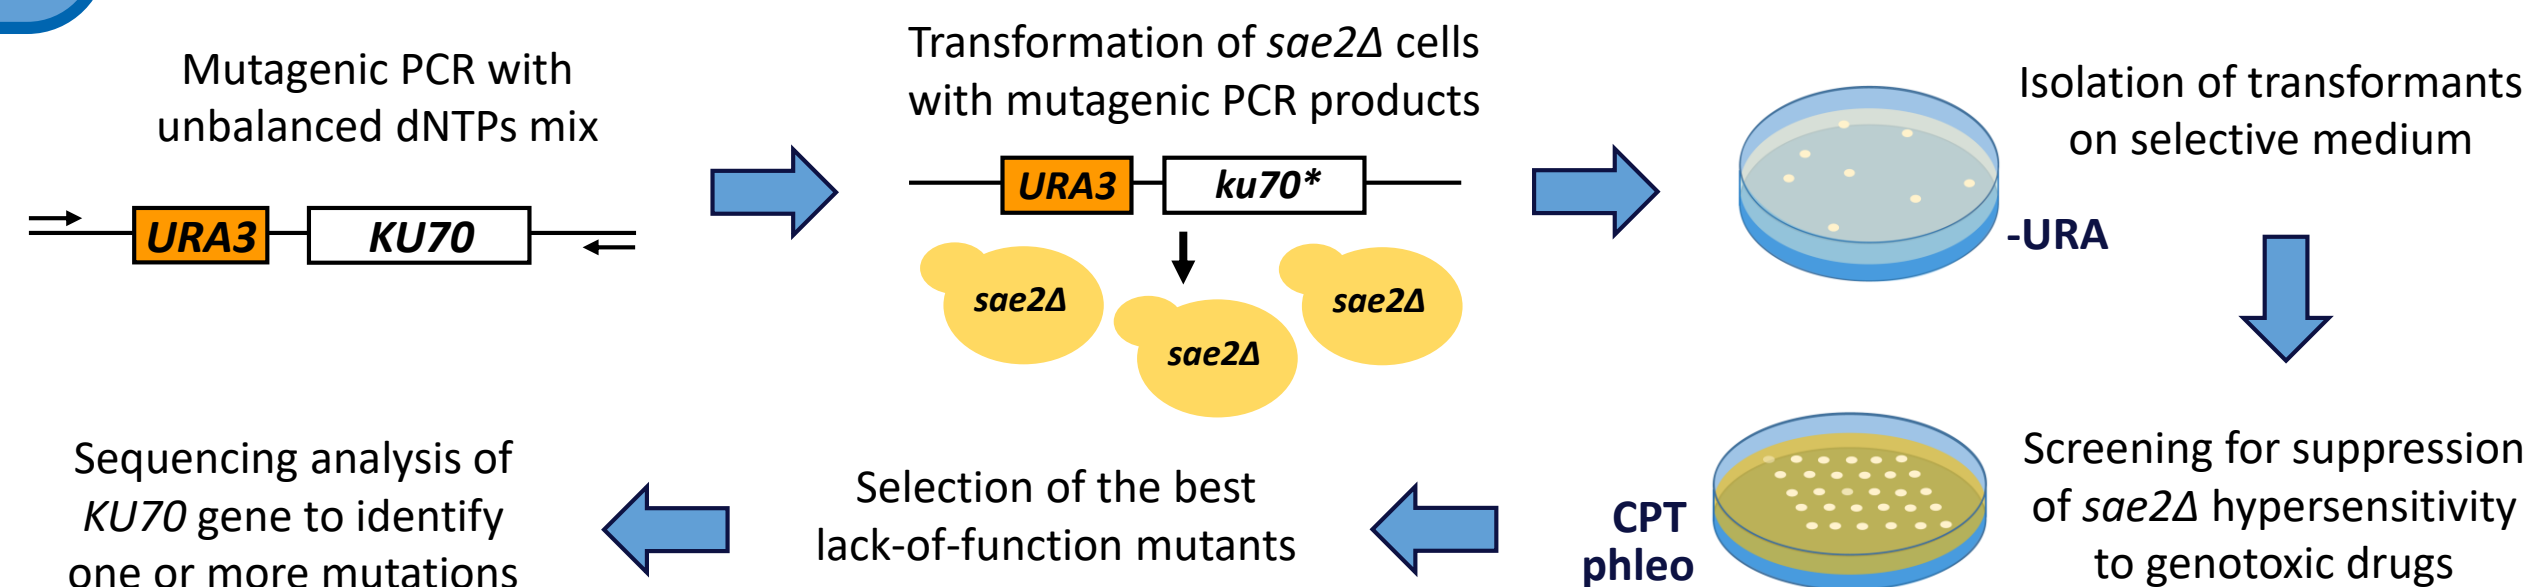 Mutagenic PCR with
unbalanced dNTPs mix
URA3
KU70
Transformation of sae2Δ cells
with mutagenic PCR products
URA3
ku70*
sae2Δ
sae2Δ
sae2Δ
Isolation of transformants
on selective medium
-URA
Screening for suppression
of sae2Δ hypersensitivity
to genotoxic drugs
CPT
phleo
Selection of the best
lack-of-function mutants
Sequencing analysis of
KU70 gene to identify
one or more mutations